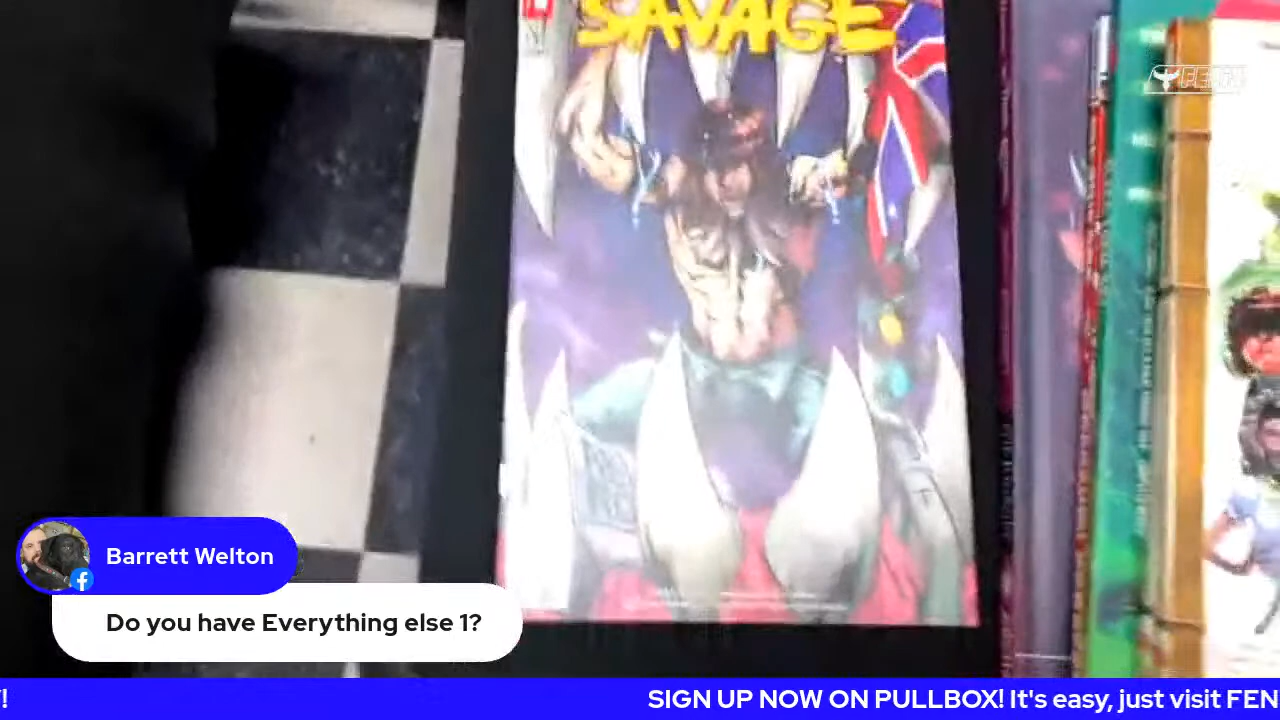 SAVAGE
Barrett Welton
Do you have Everything else 1?
! SIGN UP NOW ON PULLBOX! It's easy, just visit FEN